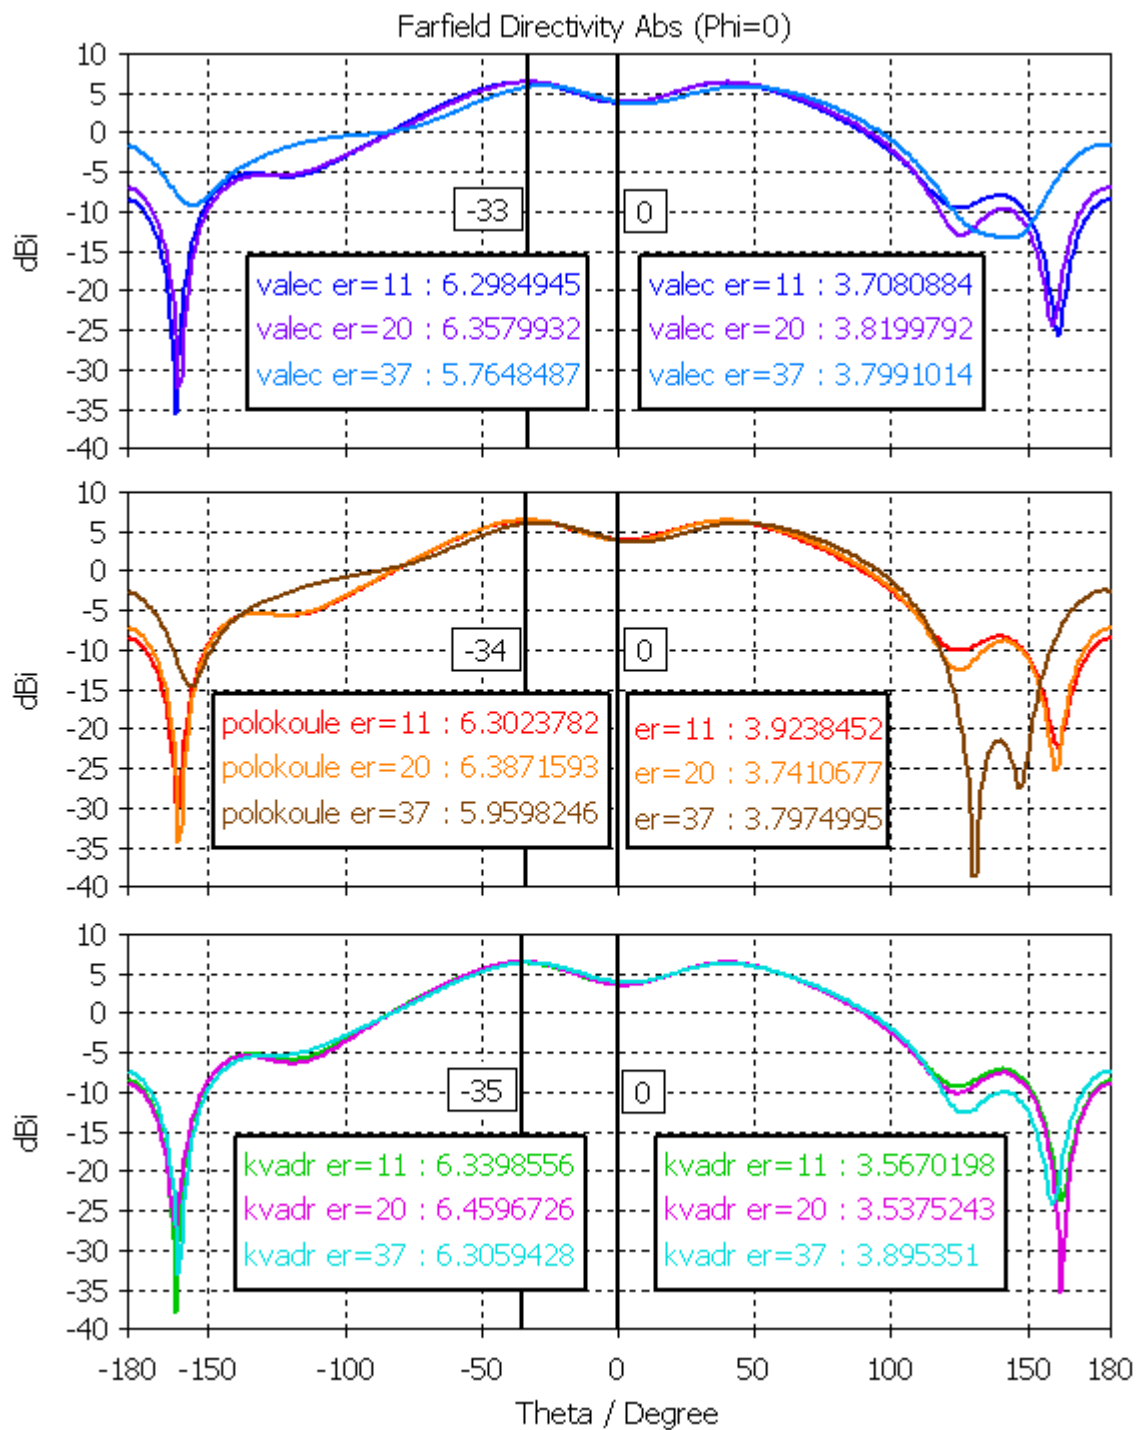 Farfield Directivity Abs (Phi=0)
10
5
0
-5
-10
-15
-20
-25
-30
-35
-40
dBi
-33
0
valec er=11 : 6.2984945
valec er=20 : 6.3579932
valec er=37 : 5.7648487
valec er=11 : 3.7080884
valec er=20 : 3.8199792
valec er=37 : 3.7991014
10
5
0
-5
-10
-15
-20
-25
-30
-35
-40
dBi
-34
0
polokoule er=11 : 6.3023782
polokoule er=20 : 6.3871593
polokoule er=37 : 5.9598246
er=11 : 3.9238452
er=20 : 3.7410677
er=37 : 3.7974995
10
5
0
-5
-10
-15
-20
-25
-30
-35
-40
dBi
-35
0
kvadr er=11 : 6.3398556
kvadr er=20 : 6.4596726
kvadr er=37 : 6.3059428
kvadr er=11 : 3.5670198
kvadr er=20 : 3.5375243
kvadr er=37 : 3.895351
-180 -150 -100 -50 0 50 100 150 180
Theta / Degree